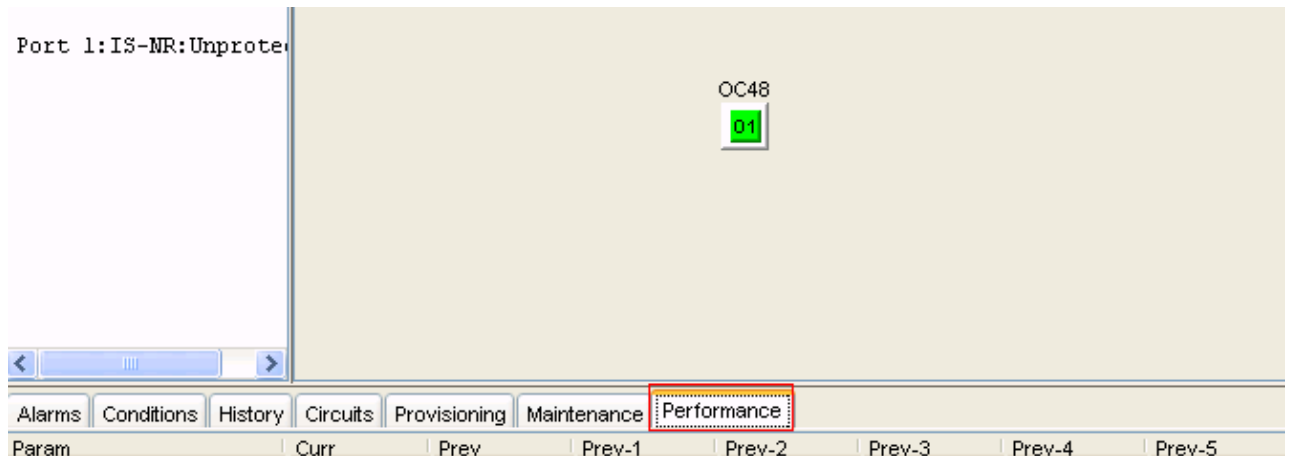 Port 1:IS-NR:Unprote
OC48
01
Alarms Conditions History Circuits Provisioning Maintenance Performance
Param Curr Prev Prev-1 Prev-2 Prev-3 Prev-4 Prev-5